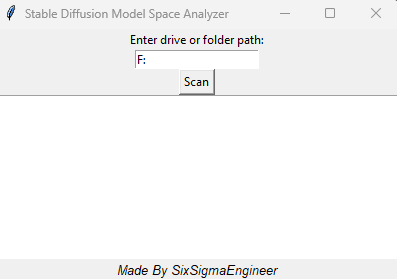 Stable Diffusion Model Space Analyzer
Enter drive or folder path:
F:
Scan
Made By SixSigmaEngineer